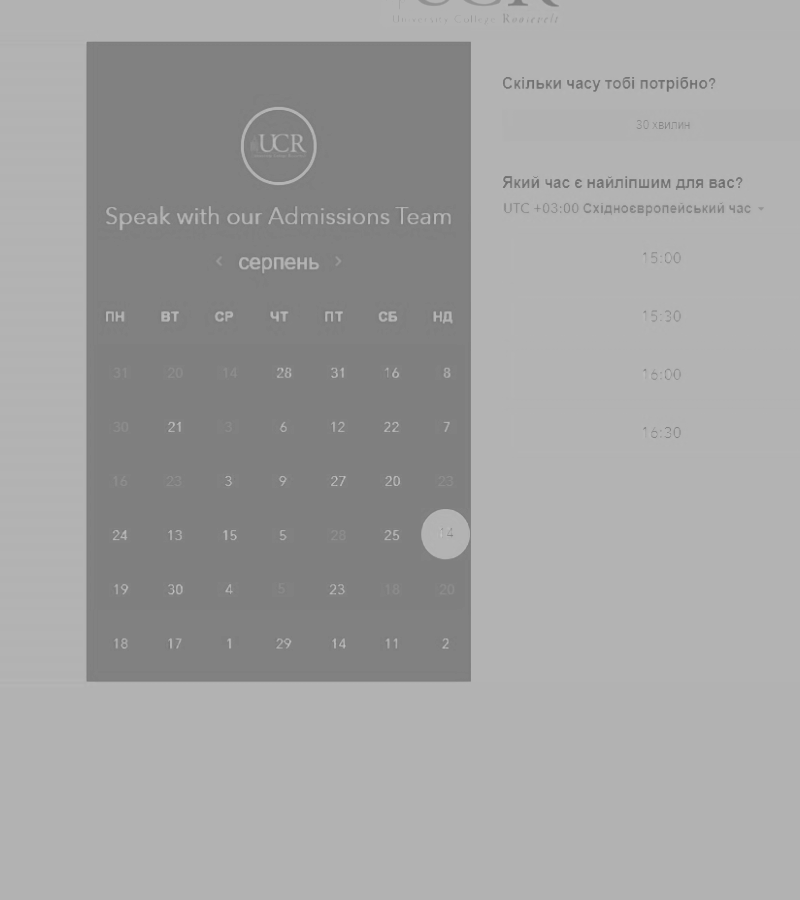 UCR
University College Roosevelt
UCR
Speak with our Admissions Team
серпень
ПН ВТ СР ЧТ ПТ СБ НД
31 20 14 28 31 16 8
30 21 3 6 12 22 7
16 23 3 9 27 20 23
24 13 15 5 28 25 14
19 30 4 5 23 18 20
18 17 1 29 14 11 2
Скільки часу тобі потрібно?
30 хвилин
Який час є найліпшим для вас?
UTC +03:00 Східноєвропейський час
15:00
15:30
16:00
16:30